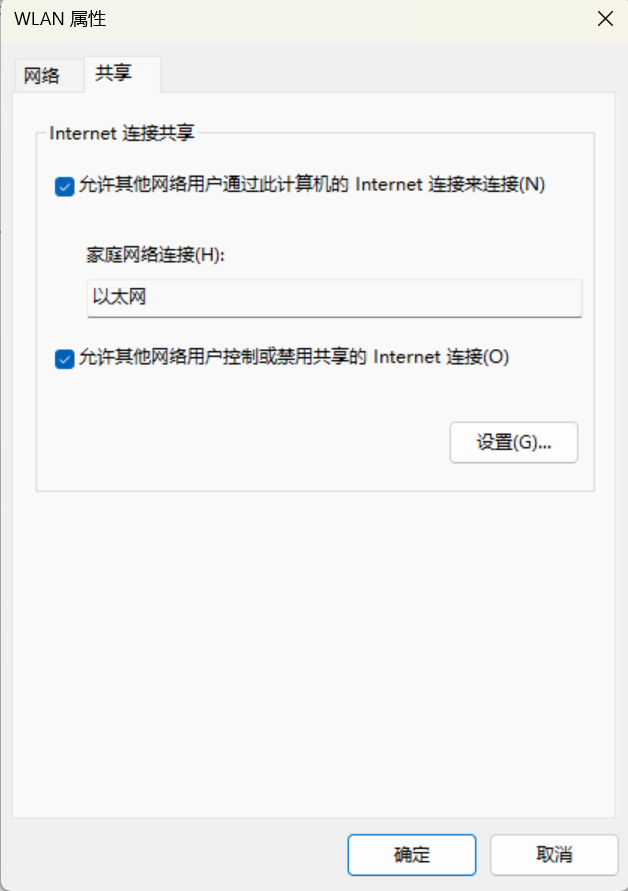 WLAN 属性
网络
共享
Internet 连接共享
允许其他网络用户通过此计算机的 Internet 连接来连接(N)
家庭网络连接(H):
以太网
允许其他网络用户控制或禁用共享的 Internet 连接(O)
设置(G)...
确定
取消